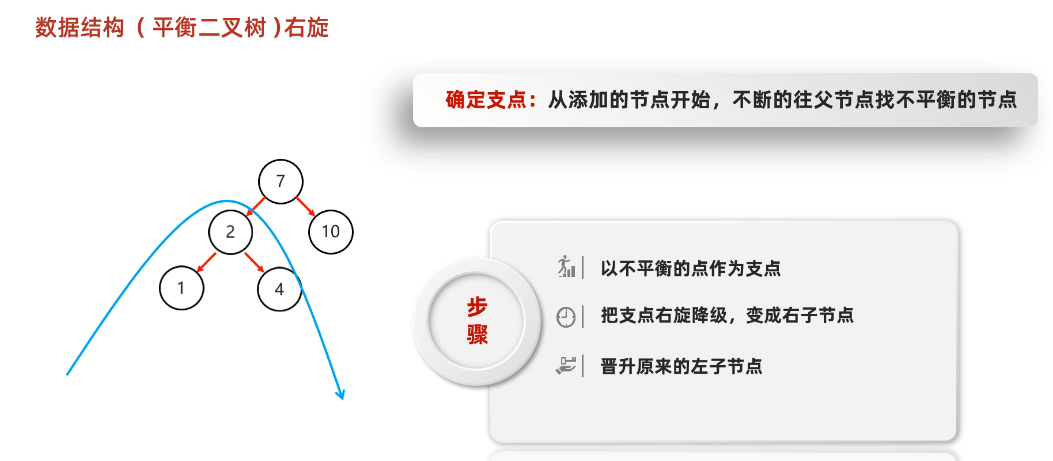 数据结构（平衡二叉树）右旋
确定支点：从添加的节点开始，不断的往父节点找不平衡的节点
7
2
10
1
4
步
骤
以不平衡的点作为支点
把支点右旋降级，变成右子节点
晋升原来的左子节点